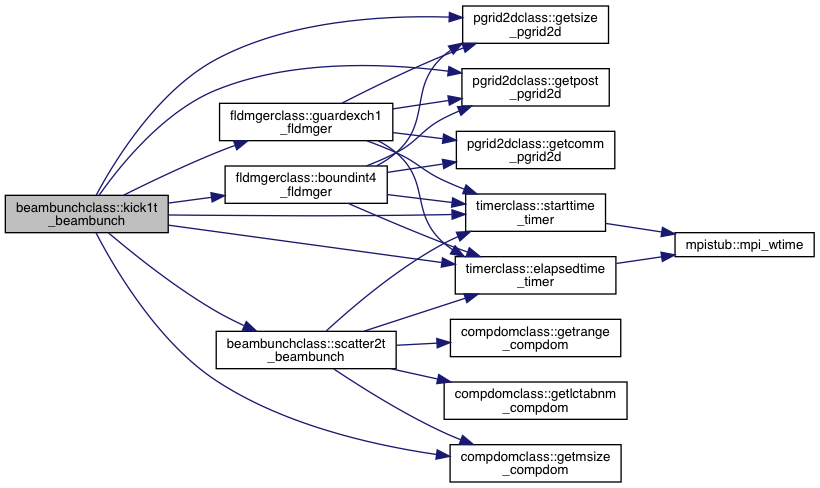 beambunchclass::kick1t
_beambunch
fldmgerclass::guardexch1
_fldmger
fldmgerclass::boundint4
_fldmger
beambunchclass::scatter2t
_beambunch
pgrid2dclass::getsize
_pgrid2d
pgrid2dclass::getpost
_pgrid2d
pgrid2dclass::getcomm
_pgrid2d
timerclass::starttime
_timer
timerclass::elapsedtime
_timer
compdomclass::getrange
_compdom
compdomclass::getlctabnm
_compdom
compdomclass::getmsize
_compdom
mpistub::mpi_wtime